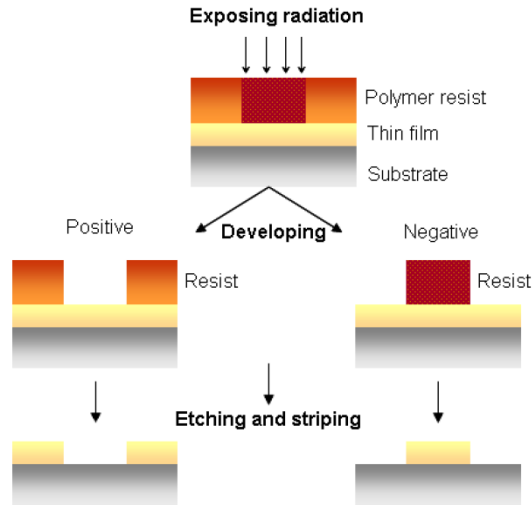 Exposing radiation
Polymer resist
Thin film
Substrate
Positive
Developing
Negative
Resist
Resist
Etching and striping